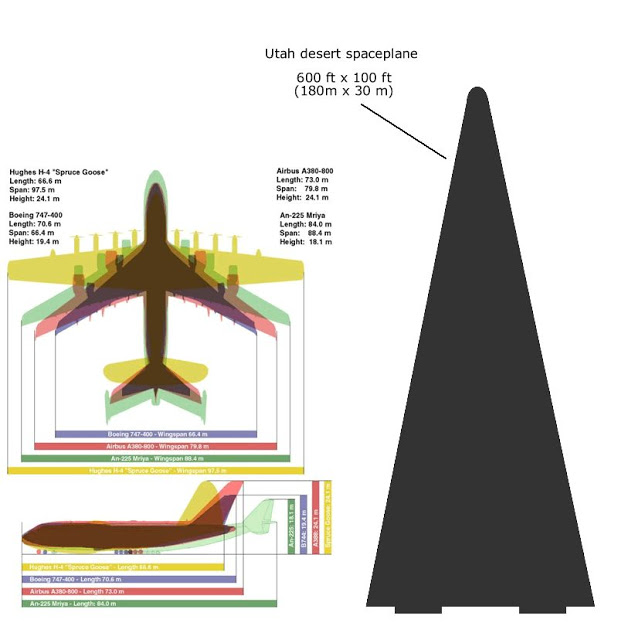 Utah desert spaceplane
600 ft x 100 ft
(180m x 30 m)
Hughes H-4 "Spruce Goose"
Length: 66,6 m
Span: 97.5 m
Height: 24.1 m
Airbus A380-800
Length: 73.0 m
Span: 79.8 m
Height: 24.1 m
Boeing 747-400
Length: 70.6 m
Span: 66.4 m
Height: 19.4 m
An-225 Mriya
Length: 84.0 m
Span: 88.4 m
Height: 18.1 m
Boeing 747-400 - Wingspan 66.4 m
Airbus A380-800 - Wingspan 79.8 m
An-225 Mriya - Wingspan 88.4 m
Hughes H-4 "Spruce Goose" - Wingspan 97.5 m
An-225: 18.1 m
B744: 19.4 m
A388: 24.1 m
Spruce Goose: 24.1 m
Hughes H-4 "Spruce Goose" - Length 66.6 m
Boeing 747-400 - Length 70.6 m
Airbus A380-800 - Length 73.0 m
An-225 Mriya - Length: 84.0 m